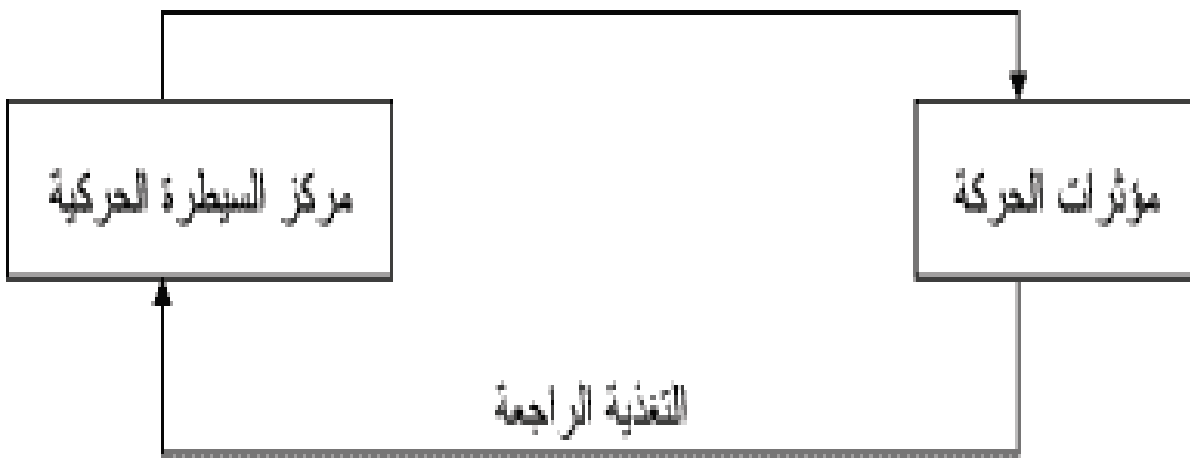 مؤثرات الحركة
مركز السيطرة الحركية
التغذية الراجعة